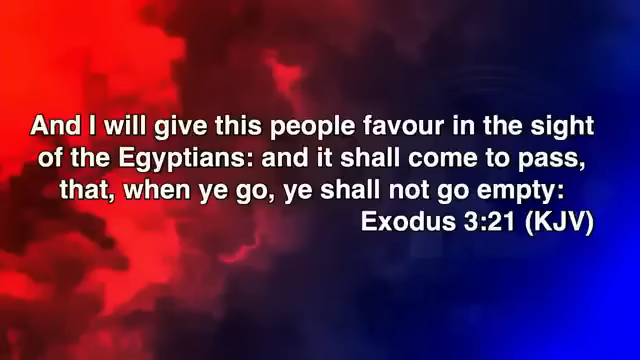 And I will give this people favour in the sight
of the Egyptians: and it shall come to pass,
that, when ye go, ye shall not go empty:
Exodus 3:21 (KJV)